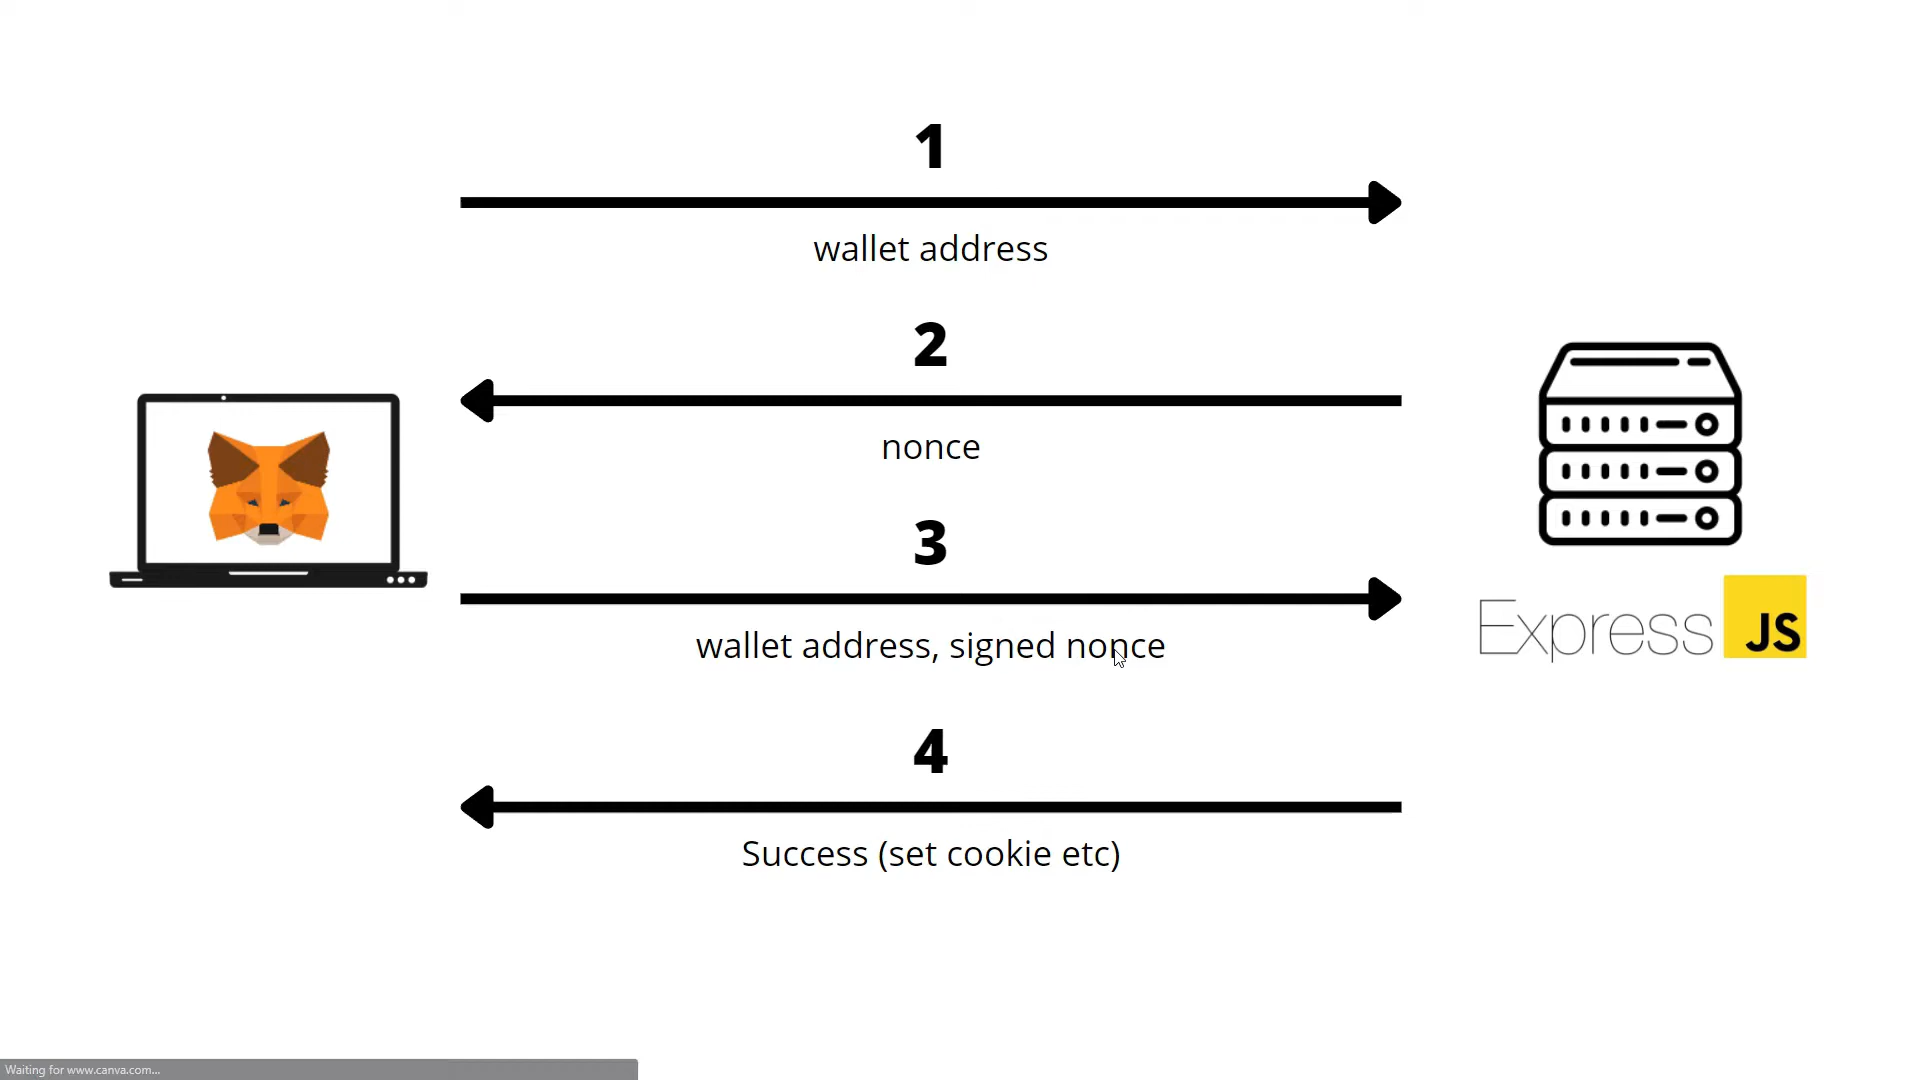 1
wallet address
2
nonce
3
wallet address, signed nonce
Express JS
4
Success (set cookie etc)
Waiting for www.canva.com...